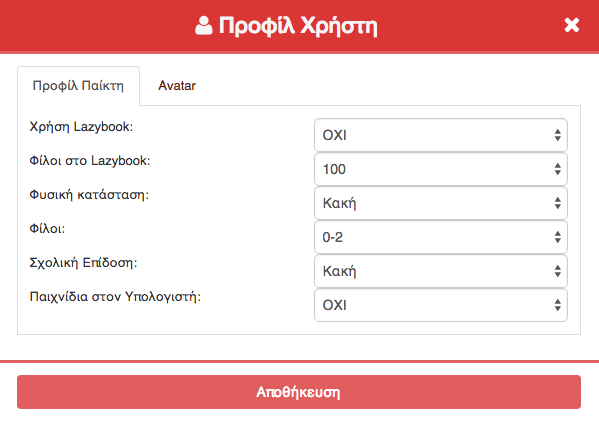 Προφίλ Χρήστη
Προφίλ Παίκτη Avatar
Χρήση Lazybook: ΟΧΙ
Φίλοι στο Lazybook: 100
Φυσική κατάσταση: Κακή
Φίλοι: 0-2
Σχολική Επίδοση: Κακή
Παιχνίδια στον Υπολογιστή: ΟΧΙ
Αποθήκευση